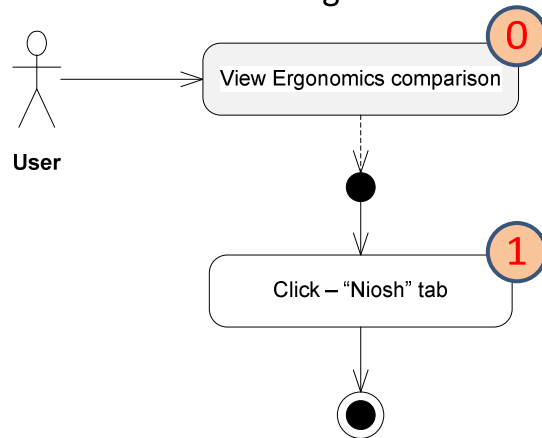 0
View Ergonomics comparison
User
1
Click – “Niosh” tab